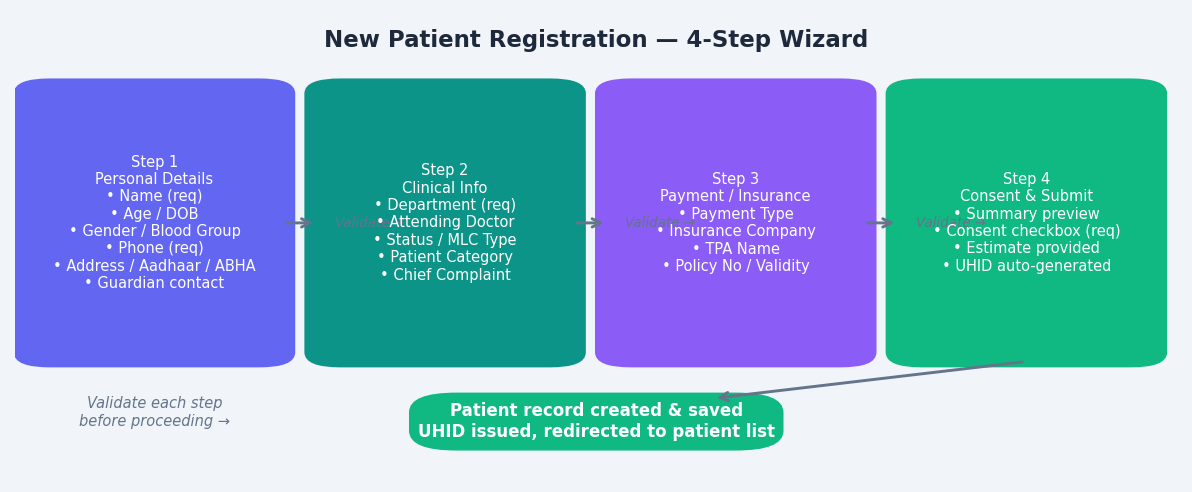 New Patient Registration — 4-Step Wizard
Step 1
Personal Details
• Name (req)
• Age / DOB
• Gender / Blood Group
• Phone (req)
• Address / Aadhaar / ABHA
• Guardian contact
Validate →
Step 2
Clinical Info
• Department (req)
• Attending Doctor
• Status / MLC Type
• Patient Category
• Chief Complaint
Validate →
Step 3
Payment / Insurance
• Payment Type
• Insurance Company
• TPA Name
• Policy No / Validity
Validate →
Step 4
Consent & Submit
• Summary preview
• Consent checkbox (req)
• Estimate provided
• UHID auto-generated
Validate each step
before proceeding →
Patient record created & saved
UHID issued, redirected to patient list